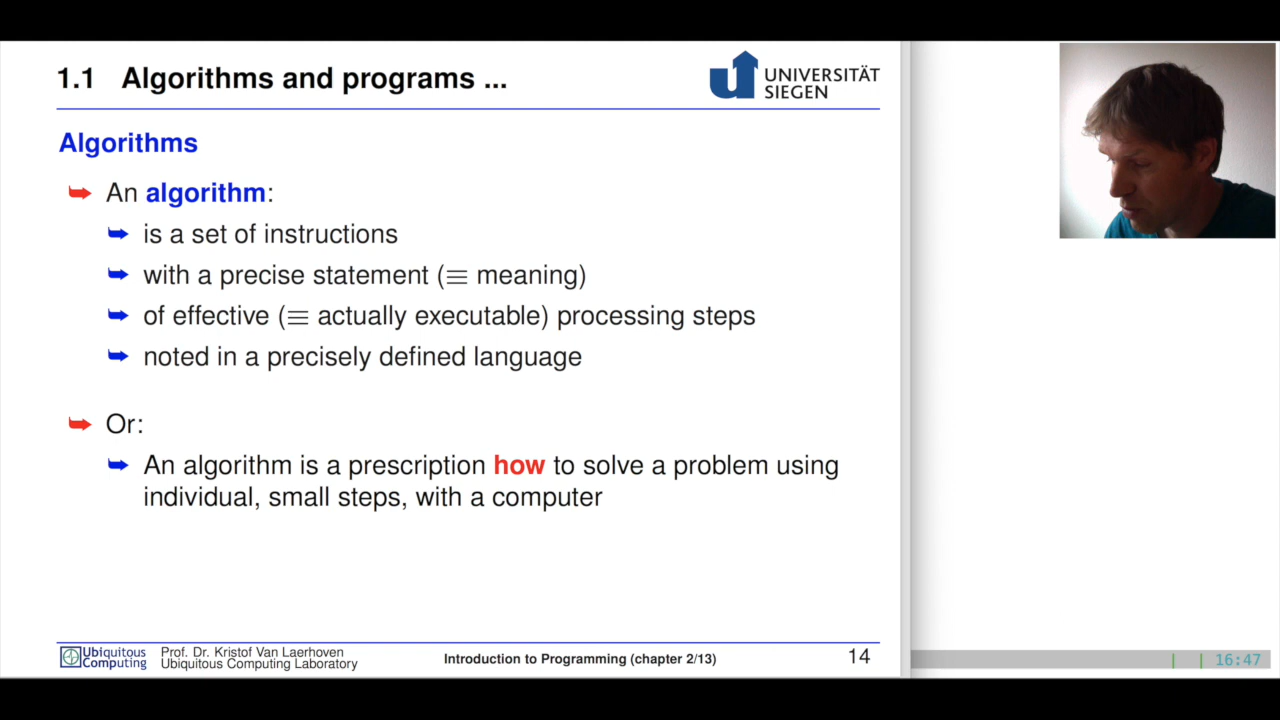 1.1 Algorithms and programs ...
UNIVERSITÄT
SIEGEN
Algorithms
An algorithm:
is a set of instructions
with a precise statement (≡ meaning)
of effective (≡ actually executable) processing steps
noted in a precisely defined language
Or:
An algorithm is a prescription how to solve a problem using
individual, small steps, with a computer
Ubiquitous
Computing
Prof. Dr. Kristof Van Laerhoven
Ubiquitous Computing Laboratory
Introduction to Programming (chapter 2/13)
14
16:47